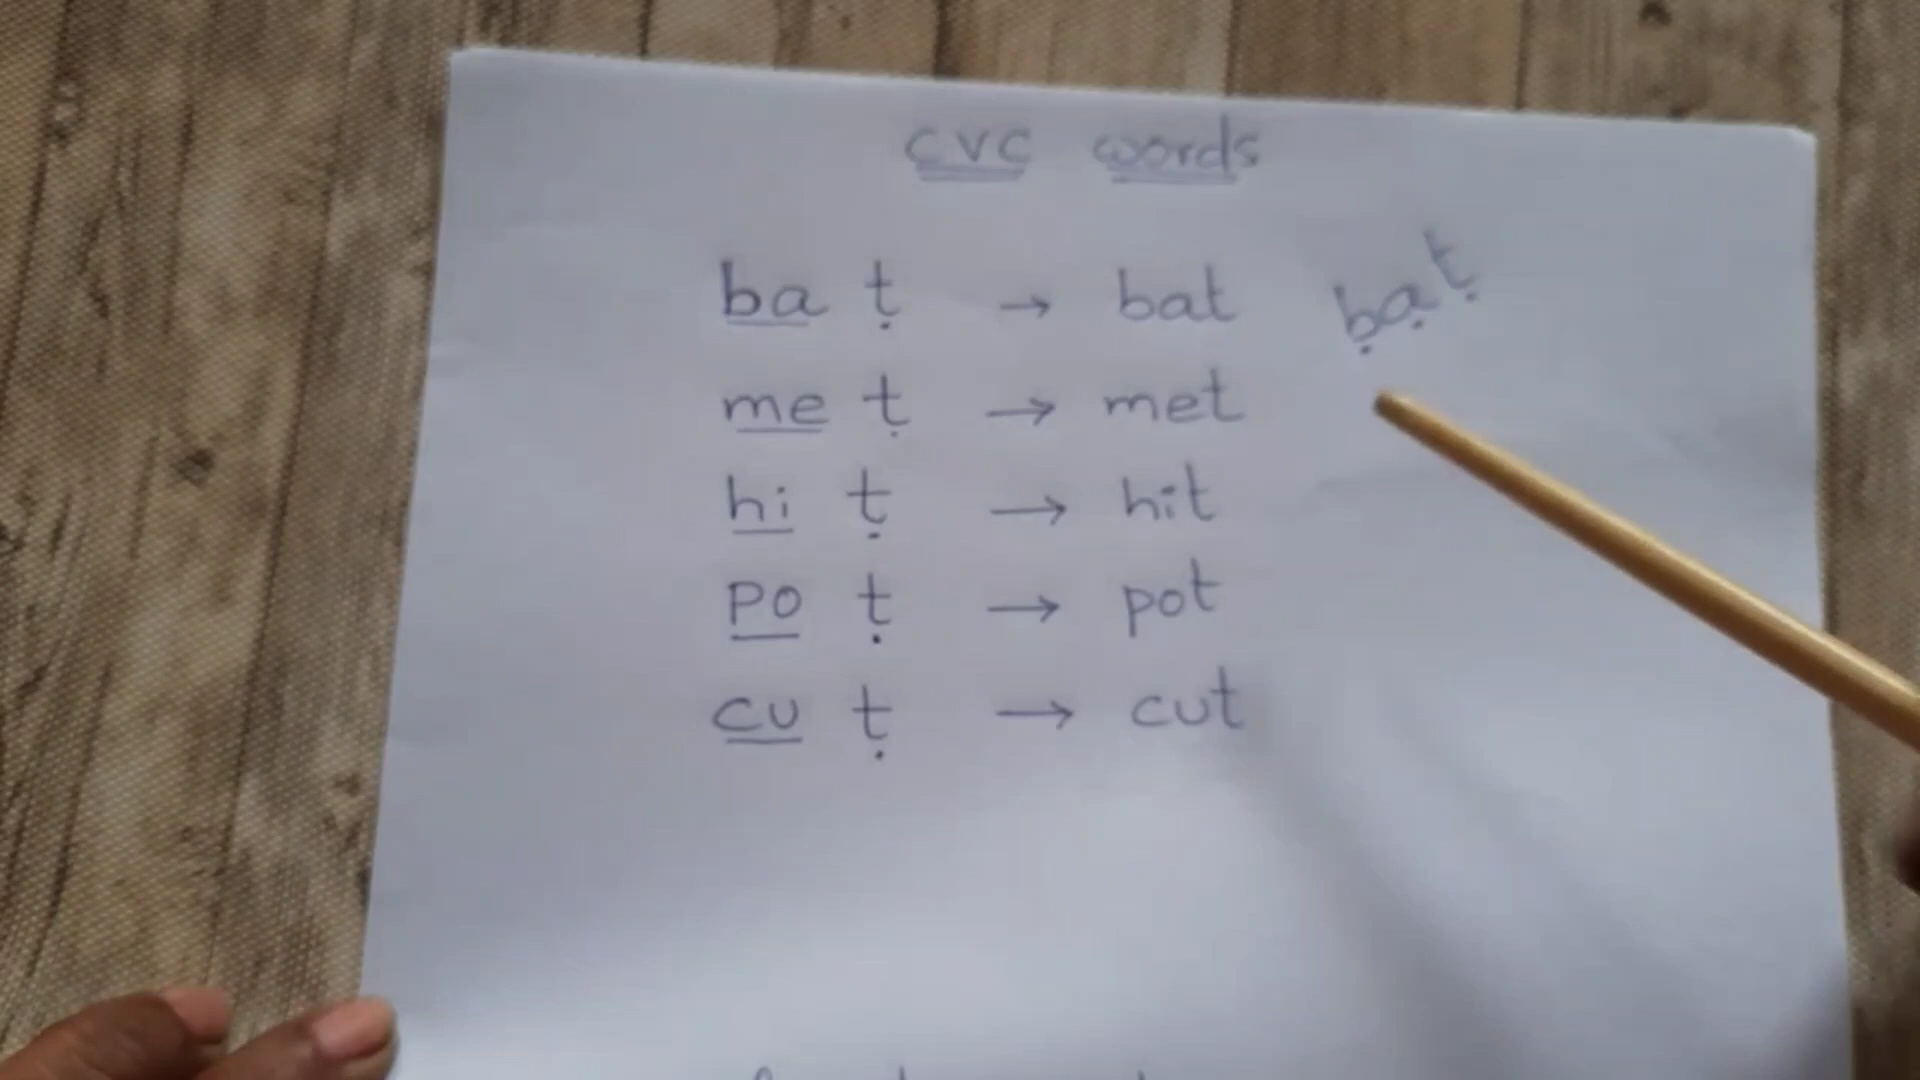 CVC words
ba t → bat bat
me t → met
hi t → hit
po t → pot
cu t → cut